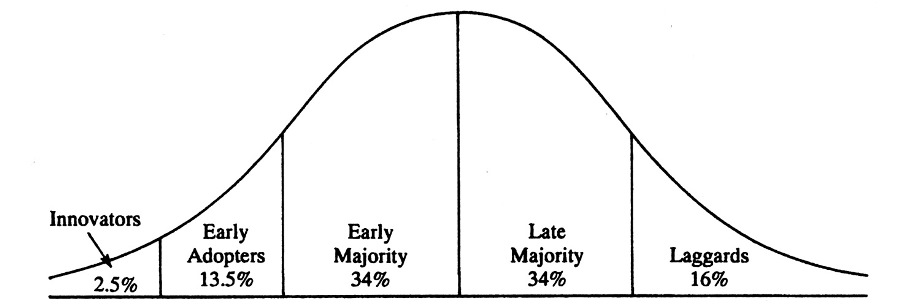 Innovators
2.5%
Early
Adopters
13.5%
Early
Majority
34%
Late
Majority
34%
Laggards
16%